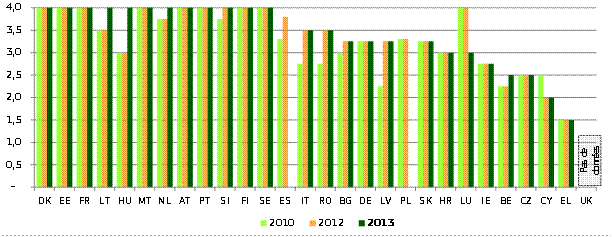 4,0
3,5
3,0
2,5
2,0
1,5
1,0
0,5
-
Pas de
données
DK EE FR LT HU MT NL AT PT SI FI SE ES IT RO BG DE LV PL SK HR LU IE BE CZ CY EL UK
2010 2012 2013